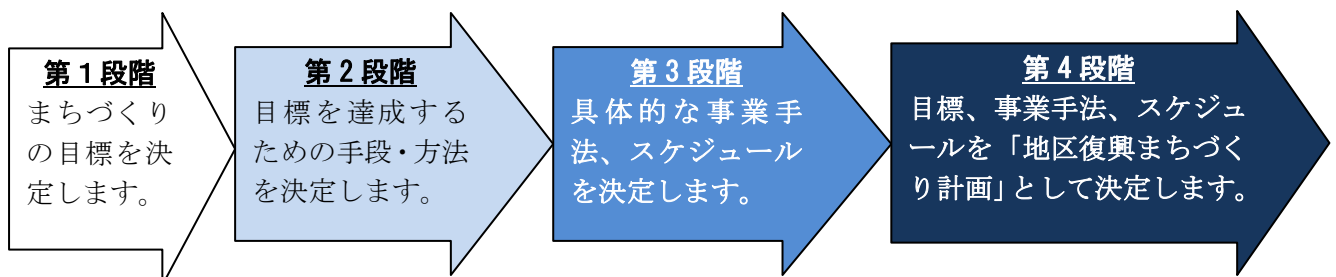 第１段階
まちづくり
の目標を決
定します。
第２段階
目標を達成する
ための手段・方法
を決定します。
第３段階
具体的な事業手
法、スケジュール
を決定します。
第４段階
目標、事業手法、スケジュ
ールを「地区復興まちづく
り計画」として決定します。